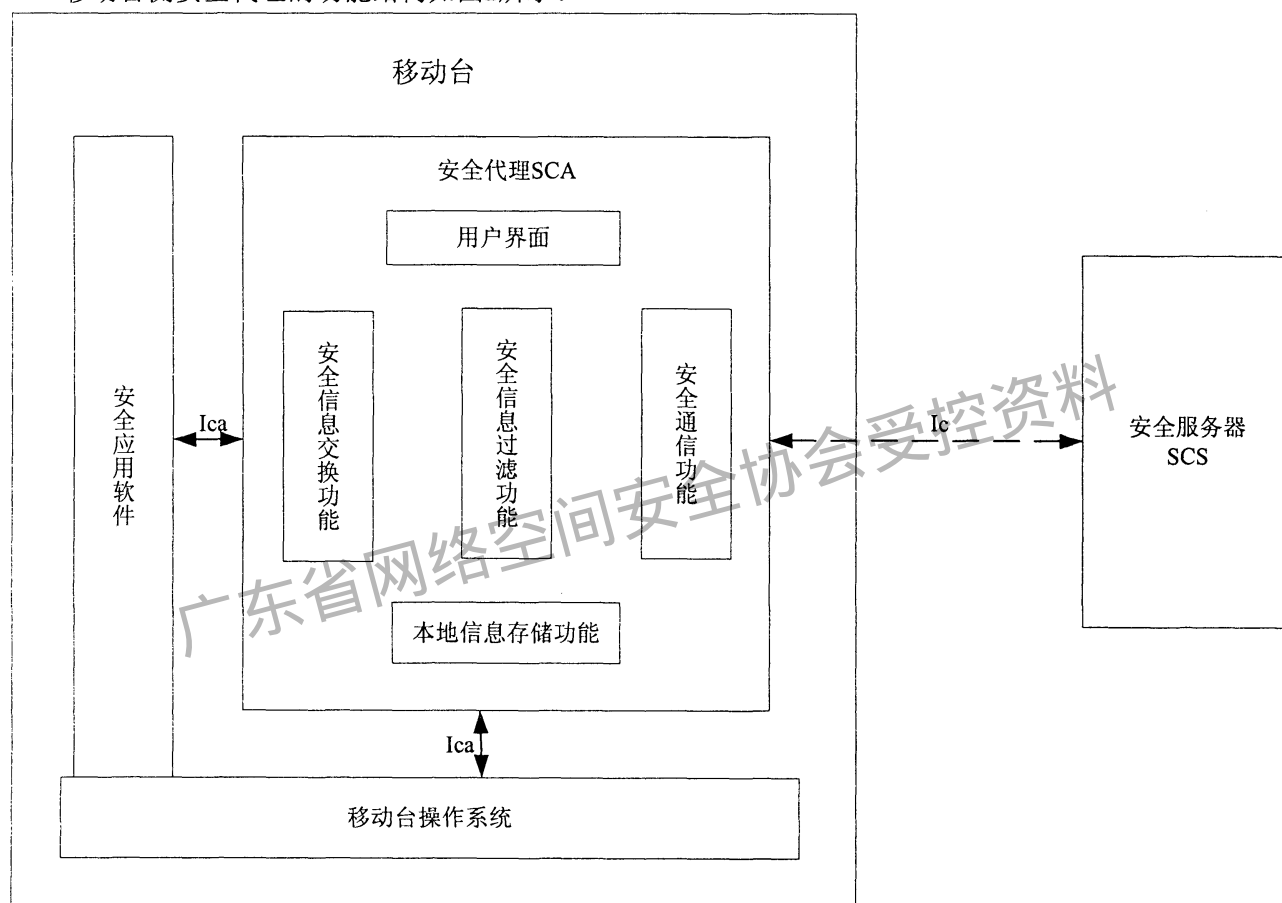 移动台
安全代理SCA
用户界面
安全应用软件
Ica
安全信息交换功能
安全信息过滤功能
安全通信功能
Ic
安全服务器
SCS
本地信息存储功能
Ica
移动台操作系统
广东省网络空间安全协会受控资料